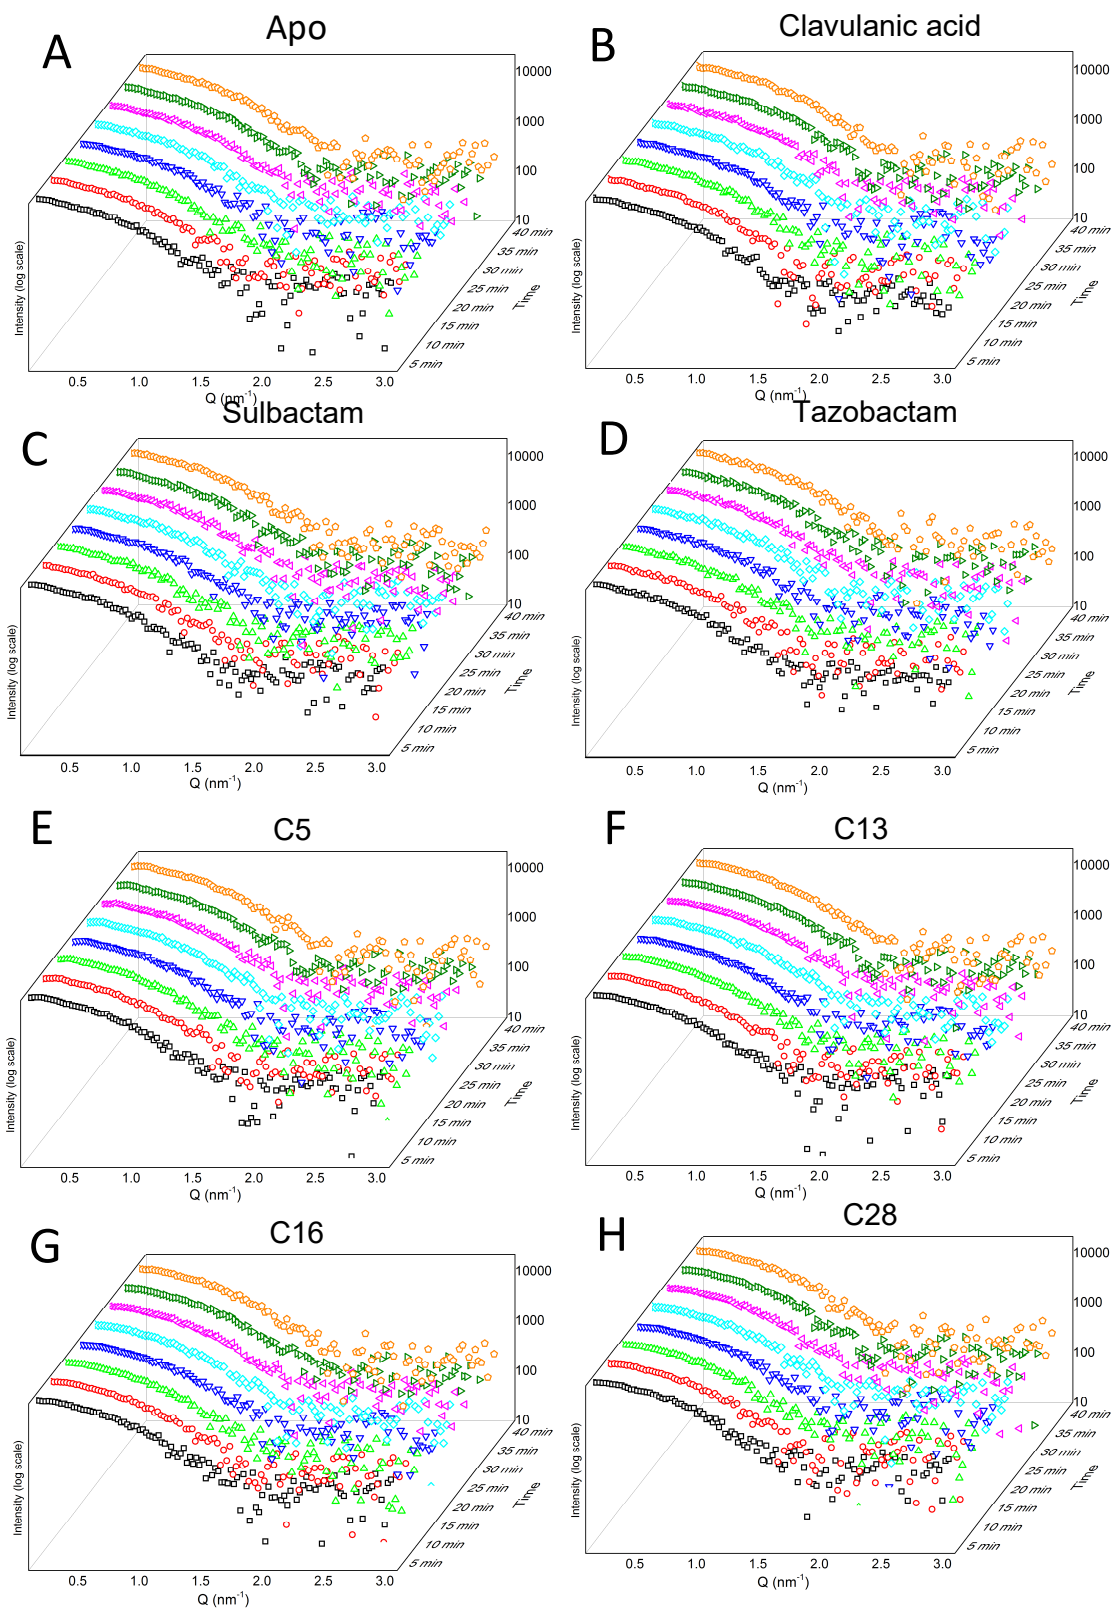 A
Apo
10000
1000
100
10
Intensity (log scale)
40 min
35 min
30 min
25 min
20 min
15 min
10 min
5 min
Time
0.5 1.0 1.5 2.0 2.5 3.0
Q (nm-1)
B
Clavulanic acid
10000
1000
100
10
Intensity (log scale)
40 min
35 min
30 min
25 min
20 min
15 min
10 min
5 min
Time
0.5 1.0 1.5 2.0 2.5 3.0
Q (nm-1)
C
Sulbactam
10000
1000
100
10
Intensity (log scale)
40 min
35 min
30 min
25 min
20 min
15 min
10 min
5 min
Time
0.5 1.0 1.5 2.0 2.5 3.0
Q (nm-1)
D
Tazobactam
10000
1000
100
10
Intensity (log scale)
40 min
35 min
30 min
25 min
20 min
15 min
10 min
5 min
Time
0.5 1.0 1.5 2.0 2.5 3.0
Q (nm-1)
E
C5
10000
1000
100
10
Intensity (log scale)
40 min
35 min
30 min
25 min
20 min
15 min
10 min
5 min
Time
0.5 1.0 1.5 2.0 2.5 3.0
Q (nm-1)
F
C13
10000
1000
100
10
Intensity (log scale)
40 min
35 min
30 min
25 min
20 min
15 min
10 min
5 min
Time
0.5 1.0 1.5 2.0 2.5 3.0
Q (nm-1)
G
C16
10000
1000
100
10
Intensity (log scale)
40 min
35 min
30 min
25 min
20 min
15 min
10 min
5 min
Time
0.5 1.0 1.5 2.0 2.5 3.0
Q (nm-1)
H
C28
10000
1000
100
10
Intensity (log scale)
40 min
35 min
30 min
25 min
20 min
15 min
10 min
5 min
Time
0.5 1.0 1.5 2.0 2.5 3.0
Q (nm-1)